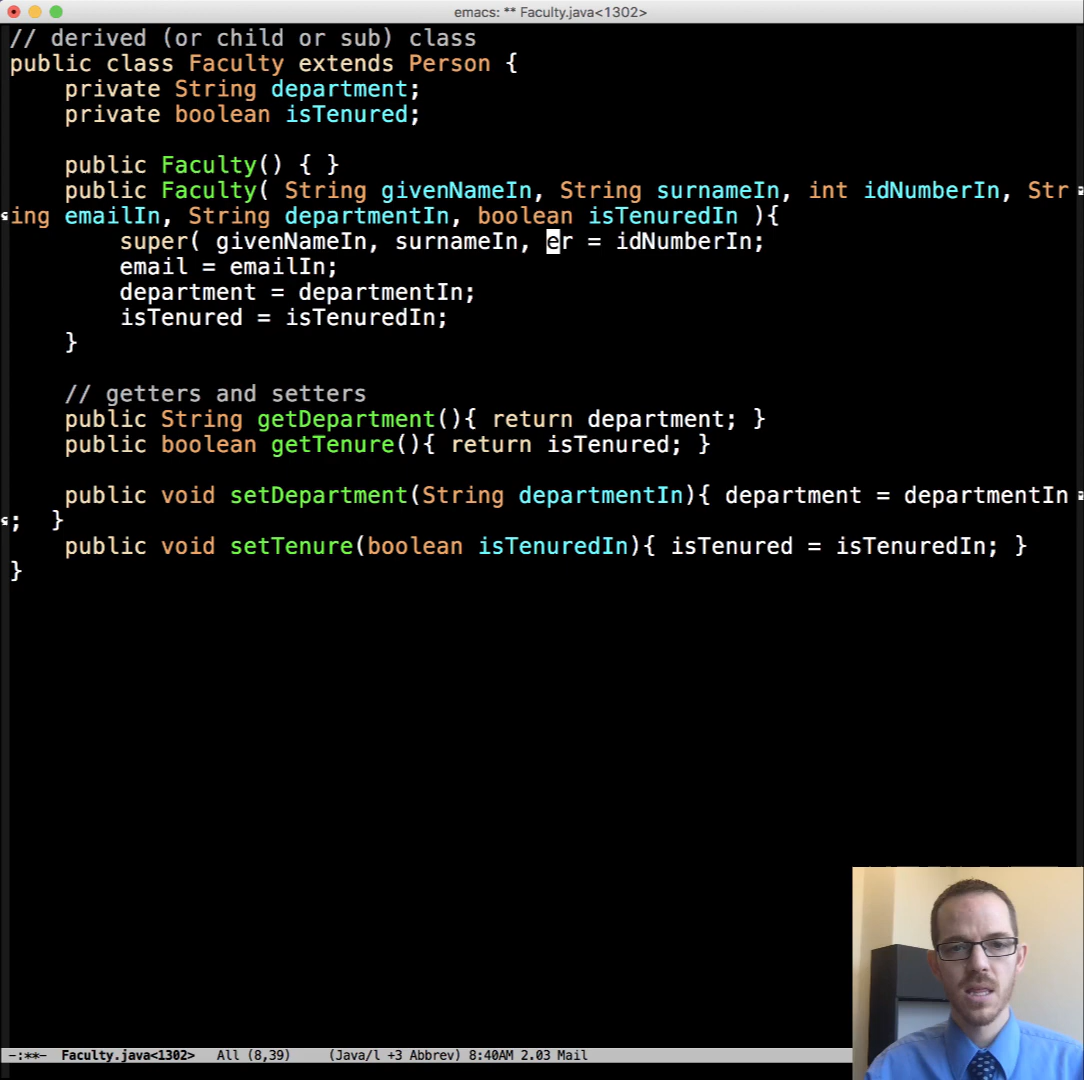 emacs: ** Faculty.java<1302>
// derived (or child or sub) class
public class Faculty extends Person {
    private String department;
    private boolean isTenured;
    public Faculty() { }
    public Faculty( String givenNameIn, String surnameIn, int idNumberIn, Str
ing emailIn, String departmentIn, boolean isTenuredIn ){
        super( givenNameIn, surnameIn, er = idNumberIn;
        email = emailIn;
        department = departmentIn;
        isTenured = isTenuredIn;
    }
    // getters and setters
    public String getDepartment(){ return department; }
    public boolean getTenure(){ return isTenured; }
    public void setDepartment(String departmentIn){ department = departmentIn
;  }
    public void setTenure(boolean isTenuredIn){ isTenured = isTenuredIn; }
}
-:**-  Faculty.java<1302>   All (8,39)     (Java/l +3 Abbrev) 8:40AM 2.03 Mail